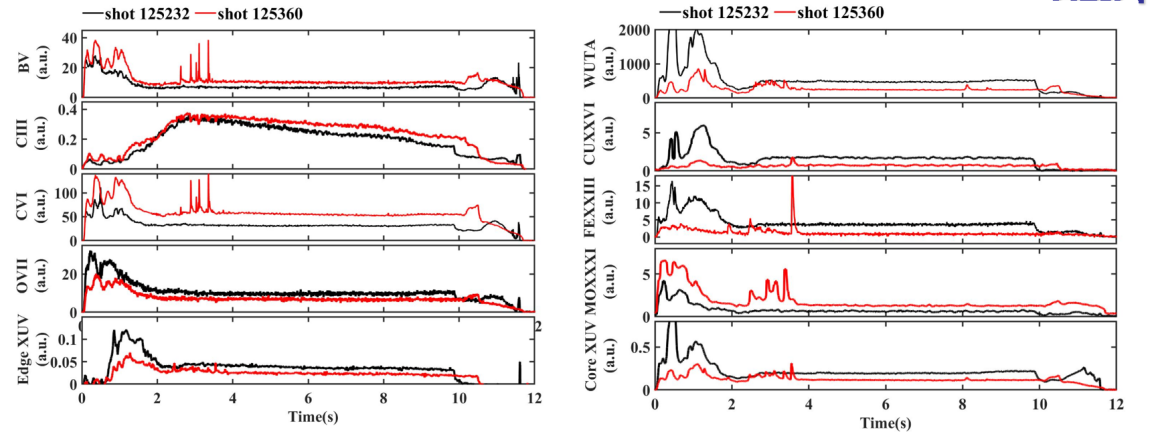 shot 125232 shot 125360
BV
(a.u.)
40
20
0
CIII
(a.u.)
0.4
0.2
0
CVI
(a.u.)
100
50
0
OVII
(a.u.)
20
0
0
2
Edge XUV
(a.u.)
0.1
0.05
0
0 2 4 6 8 10 12
Time(s)
shot 125232 shot 125360
WUTA
(a.u.)
2000
1000
0
CUXXVI
(a.u.)
5
0
FEXXIII
(a.u.)
15
10
5
0
MOXXXI
(a.u.)
5
0
Core XUV
(a.u.)
0.5
0
0 2 4 6 8 10 12
Time(s)